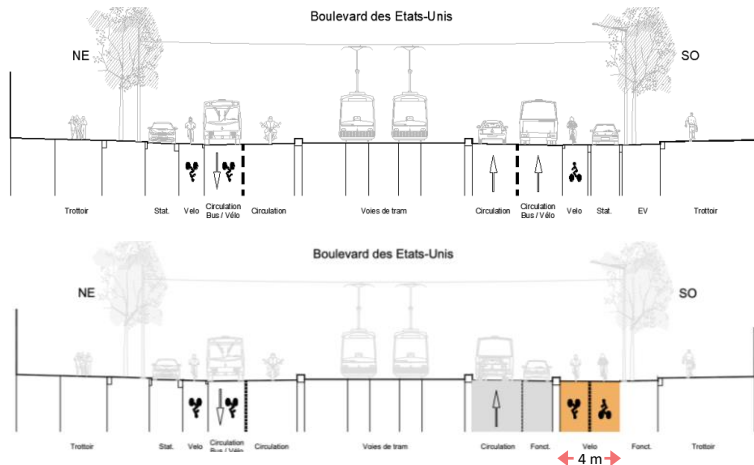 Boulevard des Etats-Unis
NE
SO
Trottoir
Stat.
Velo
Circulation
Bus / Vélo
Circulation
Voies de tram
Circulation
Circulation
Bus / Vélo
Velo
Stat.
EV
Trottoir
Boulevard des Etats-Unis
NE
SO
Trottoir
Stat.
Velo
Circulation
Bus / Vélo
Circulation
Voies de tram
Circulation
Fonct.
Velo
Fonct.
Trottoir
4 m